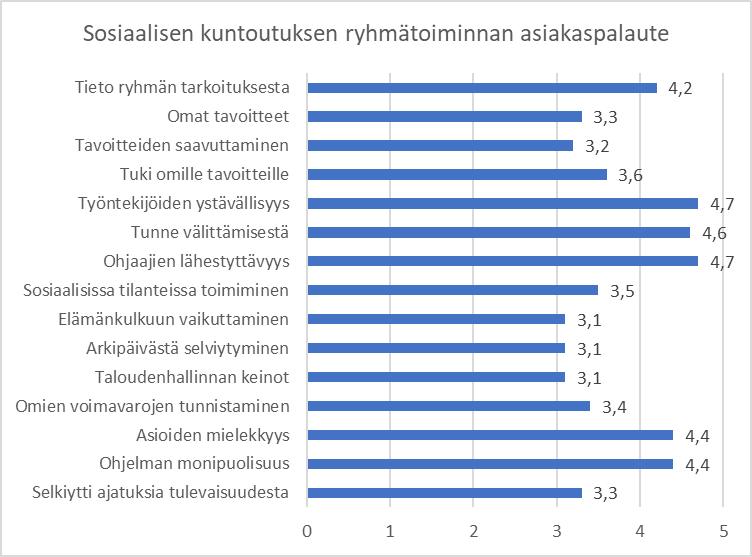 Sosiaalisen kuntoutuksen ryhmätoiminnan asiakaspalaute
Tieto ryhmän tarkoituksesta 4,2
Omat tavoitteet 3,3
Tavoitteiden saavuttaminen 3,2
Tuki omille tavoitteille 3,6
Työntekijöiden ystävällisyys 4,7
Tunne välittämisestä 4,6
Ohjaajien lähestyttävyys 4,7
Sosiaalisissa tilanteissa toimiminen 3,5
Elämänkulkuun vaikuttaminen 3,1
Arkipäivästä selviytyminen 3,1
Taloudenhallinnan keinot 3,1
Omien voimavarojen tunnistaminen 3,4
Asioiden mielekkyys 4,4
Ohjelman monipuolisuus 4,4
Selkiytti ajatuksia tulevaisuudesta 3,3
0 1 2 3 4 5